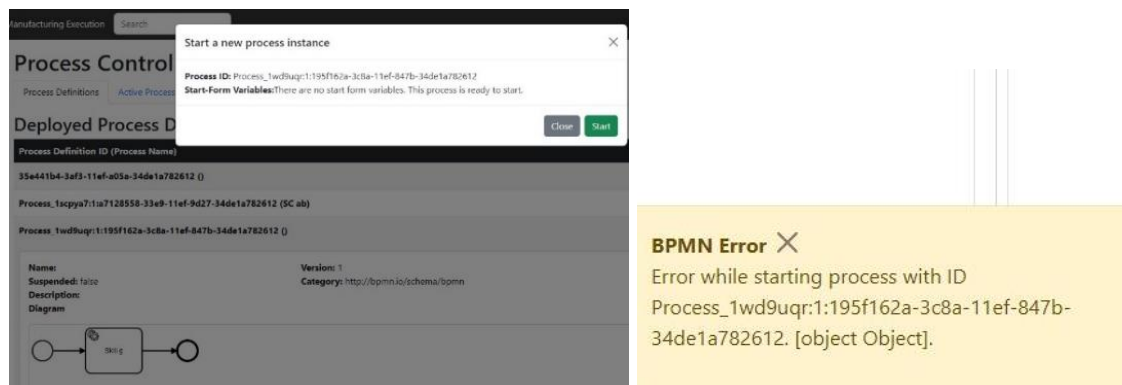 Manufacturing Execution
Search
Process Control
Process Definitions
Active Process
Deployed Process D
Process Definition ID (Process Name)
35e441b4-3af3-11ef-a05a-34de1a782612 ()
Process_1scpya7:1:a7128558-33e9-11ef-9d27-34de1a782612 (SC ab)
Process_1wd9uqr:1:195f162a-3c8a-11ef-847b-34de1a782612 ()
Name:
Suspended: false
Description:
Diagram
Version: 1
Category: http://bpmn.io/schema/bpmn
Start a new process instance
Process ID: Process_1wd9uqr:1:195f162a-3c8a-11ef-847b-34de1a782612
Start-Form Variables:There are no start form variables. This process is ready to start.
Close
Start
BPMN Error
Error while starting process with ID
Process_1wd9uqr:1:195f162a-3c8a-11ef-847b-
34de1a782612. [object Object].